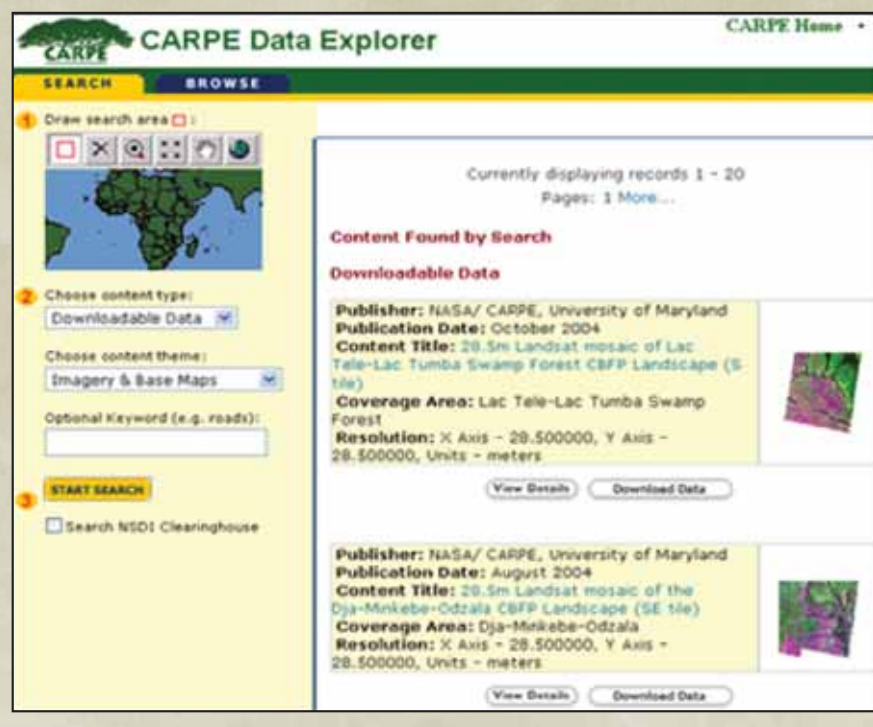 CARPE
CARPE Data Explorer
CARPE Home •
SEARCH
BROWSE
1 Draw search area :
2 Choose content type:
Downloadable Data
Choose content theme:
Imagery & Base Maps
Optional Keyword (e.g. roads):
3 START SEARCH
Search NSDI Clearinghouse
Currently displaying records 1 - 20
Pages: 1 More...
Content Found by Search
Downloadable Data
Publisher: NASA/ CARPE, University of Maryland
Publication Date: October 2004
Content Title: 28.5m Landsat mosaic of Lac
Tele-Lac Tumba Swamp Forest CBFP Landscape (S
tile)
Coverage Area: Lac Tele-Lac Tumba Swamp
Forest
Resolution: X Axis - 28.500000, Y Axis -
28.500000, Units - meters
View Details
Download Data
Publisher: NASA/ CARPE, University of Maryland
Publication Date: August 2004
Content Title: 28.5m Landsat mosaic of the
Dja-Minkebe-Odzala CBFP Landscape (SE tile)
Coverage Area: Dja-Minkebe-Odzala
Resolution: X Axis - 28.500000, Y Axis -
28.500000, Units - meters
View Details
Download Data